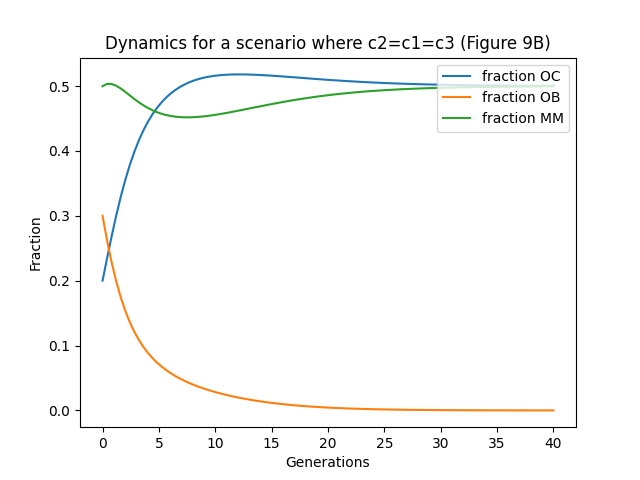 Dynamics for a scenario where c2=c1=c3 (Figure 9B)
fraction OC
fraction OB
fraction MM
Fraction
0.5
0.4
0.3
0.2
0.1
0.0
0 5 10 15 20 25 30 35 40
Generations